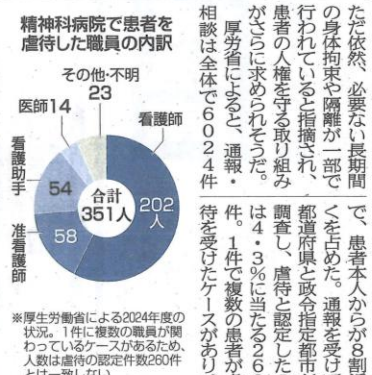 精神科病院で患者を
虐待した職員の内訳
その他・不明
23
医師14
看護師
看護助手
54
准看護師
58
合計
351人
202
人
※厚生労働省による2024年度の
状況。1件に複数の職員が関
わっているケースがあるため、
人数は虐待の認定件数260件
ただ依然、必要ない長期間
の身体拘束や隔離が一部で
行われていると指摘され、
患者の人権を守る取り組み
がさらに求められそうだ。
厚労省によると、通報・
相談は全体で6024件
で、患者本人からが8割
くを占めた。通報を受け
都道府県と政令指定都市
調査し、虐待と認定した
は4・3%に当たる26
件。1件で複数の患者が
待を受けたケースがあり